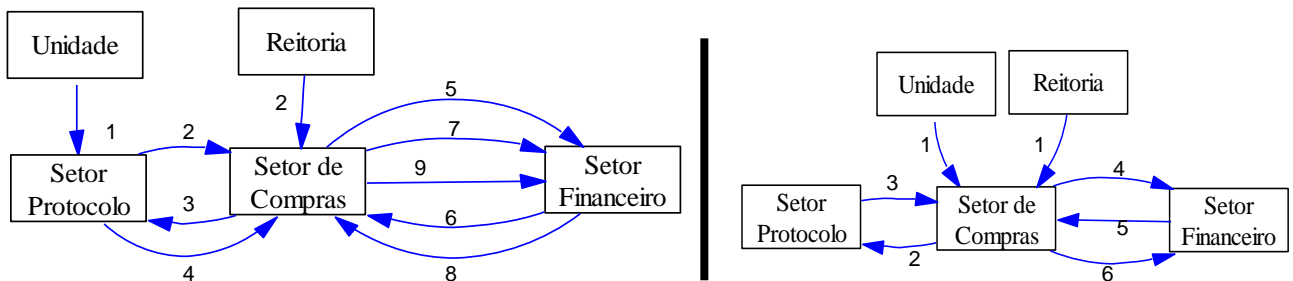 Unidade
Reitoria
1
2
2
5
7
9
Setor
Protocolo
Setor de
Compras
Setor
Financeiro
3
4
6
8
Unidade
Reitoria
1
1
3
4
Setor
Protocolo
Setor de
Compras
Setor
Financeiro
2
5
6